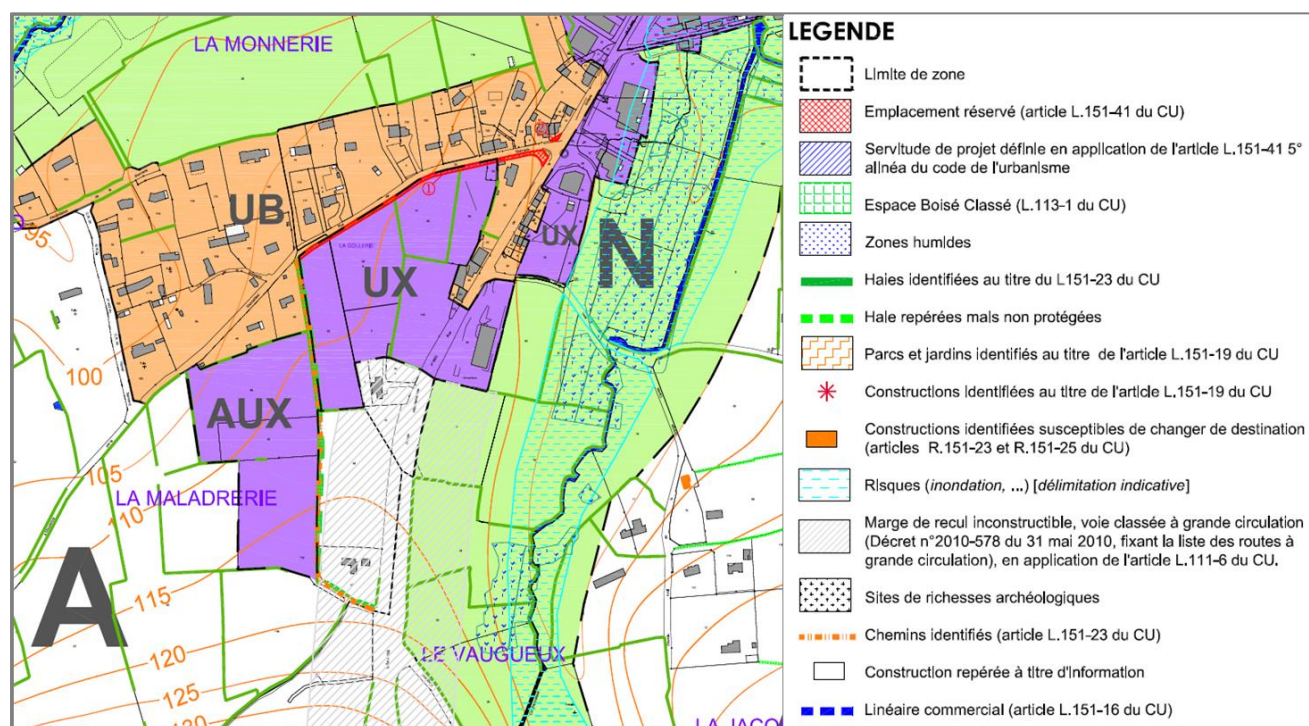 LA MONNERIE
UB
LA GOLLERIE
UX
UX
N
95
100
AUX
105
110
LA MALADRERIE
A
115
120
125
130
LE VAUGUEUX
LA JACO
LEGENDE
Limite de zone
Emplacement réservé (article L.151-41 du CU)
Servitude de projet définie en application de l'article L.151-41 5°
alinéa du code de l'urbanisme
Espace Boisé Classé (L.113-1 du CU)
Zones humides
Haies identifiées au titre du L151-23 du CU
Haie repérées mais non protégées
Parcs et jardins identifiés au titre de l'article L.151-19 du CU
Constructions identifiées au titre de l'article L.151-19 du CU
Constructions identifiées susceptibles de changer de destination
(articles R.151-23 et R.151-25 du CU)
Risques (inondation, ...) [délimitation indicative]
Marge de recul inconstructible, voie classée à grande circulation
(Décret n°2010-578 du 31 mai 2010, fixant la liste des routes à
grande circulation), en application de l'article L.111-6 du CU.
Sites de richesses archéologiques
Chemins identifiés (article L.151-23 du CU)
Construction repérée à titre d'information
Linéaire commercial (article L.151-16 du CU)